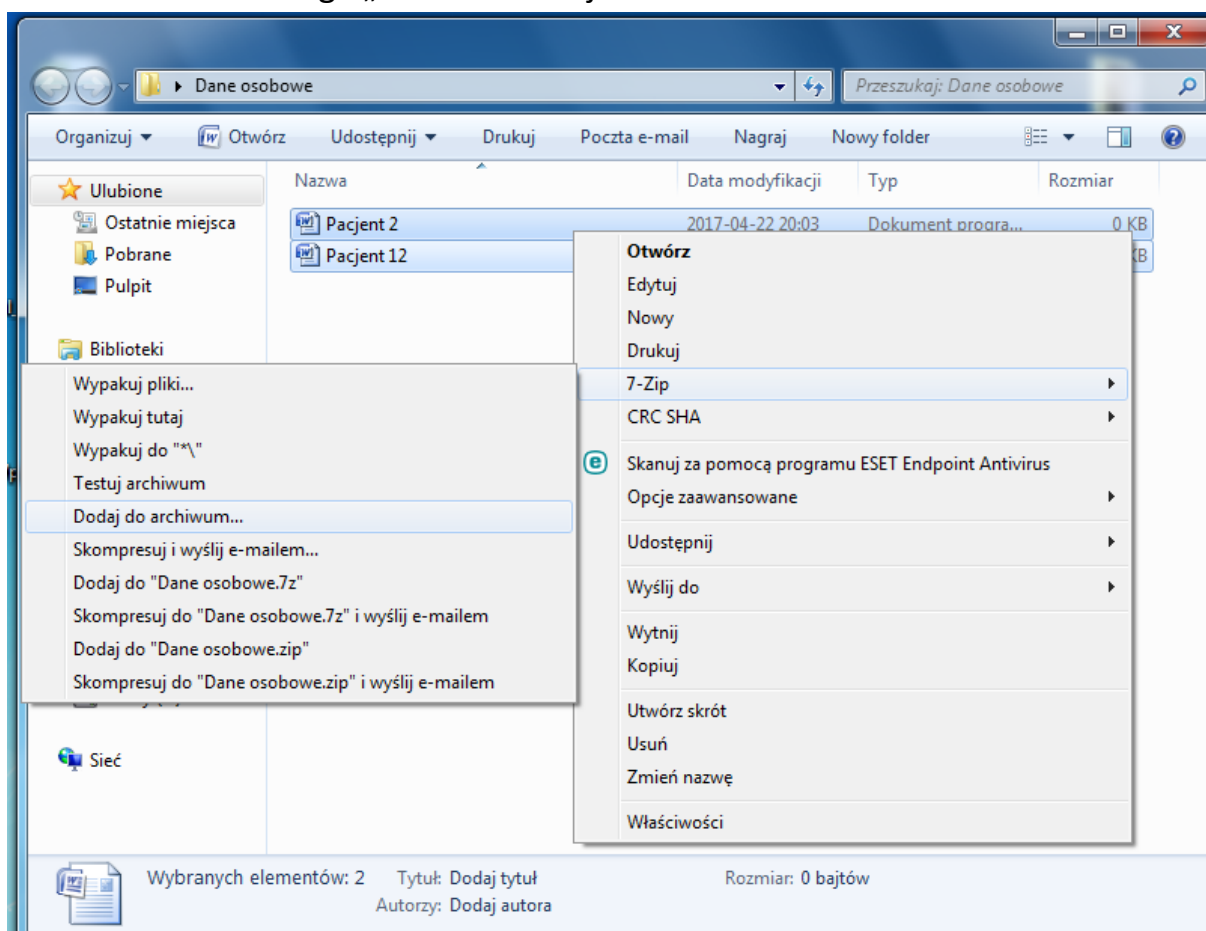 Dane osobowe
Przeszukaj: Dane osobowe
Organizuj Otwórz Udostępnij Drukuj Poczta e-mail Nagraj Nowy folder
Nazwa Data modyfikacji Typ Rozmiar
Ulubione
Ostatnie miejsca
Pobrane
Pulpit
Biblioteki
Sieć
Pacjent 2 2017-04-22 20:03 Dokument progra... 0 KB
Pacjent 12 KB
Otwórz
Edytuj
Nowy
Drukuj
7-Zip
CRC SHA
Skanuj za pomocą programu ESET Endpoint Antivirus
Opcje zaawansowane
Udostępnij
Wyślij do
Wytnij
Kopiuj
Utwórz skrót
Usuń
Zmień nazwę
Właściwości
Wypakuj pliki...
Wypakuj tutaj
Wypakuj do "*\"
Testuj archiwum
Dodaj do archiwum...
Skompresuj i wyślij e-mailem...
Dodaj do "Dane osobowe.7z"
Skompresuj do "Dane osobowe.7z" i wyślij e-mailem
Dodaj do "Dane osobowe.zip"
Skompresuj do "Dane osobowe.zip" i wyślij e-mailem
Wybranych elementów: 2 Tytuł: Dodaj tytuł Rozmiar: 0 bajtów
Autorzy: Dodaj autora